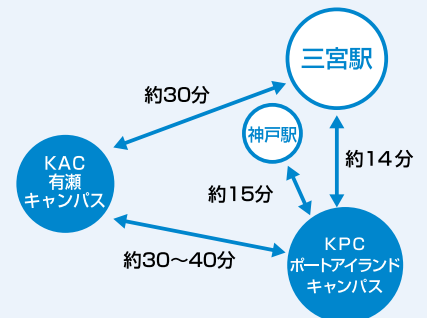 三宮駅
約30分
神戸駅
約14分
KAC
有瀬
キャンパス
約15分
KPC
ポートアイランド
キャンパス
約30〜40分